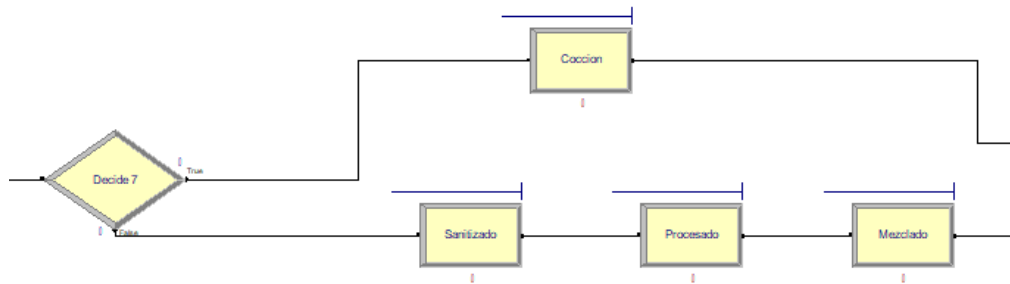 Coccion
True
Decide 7
False
Sanitizado
Procesado
Mezclado